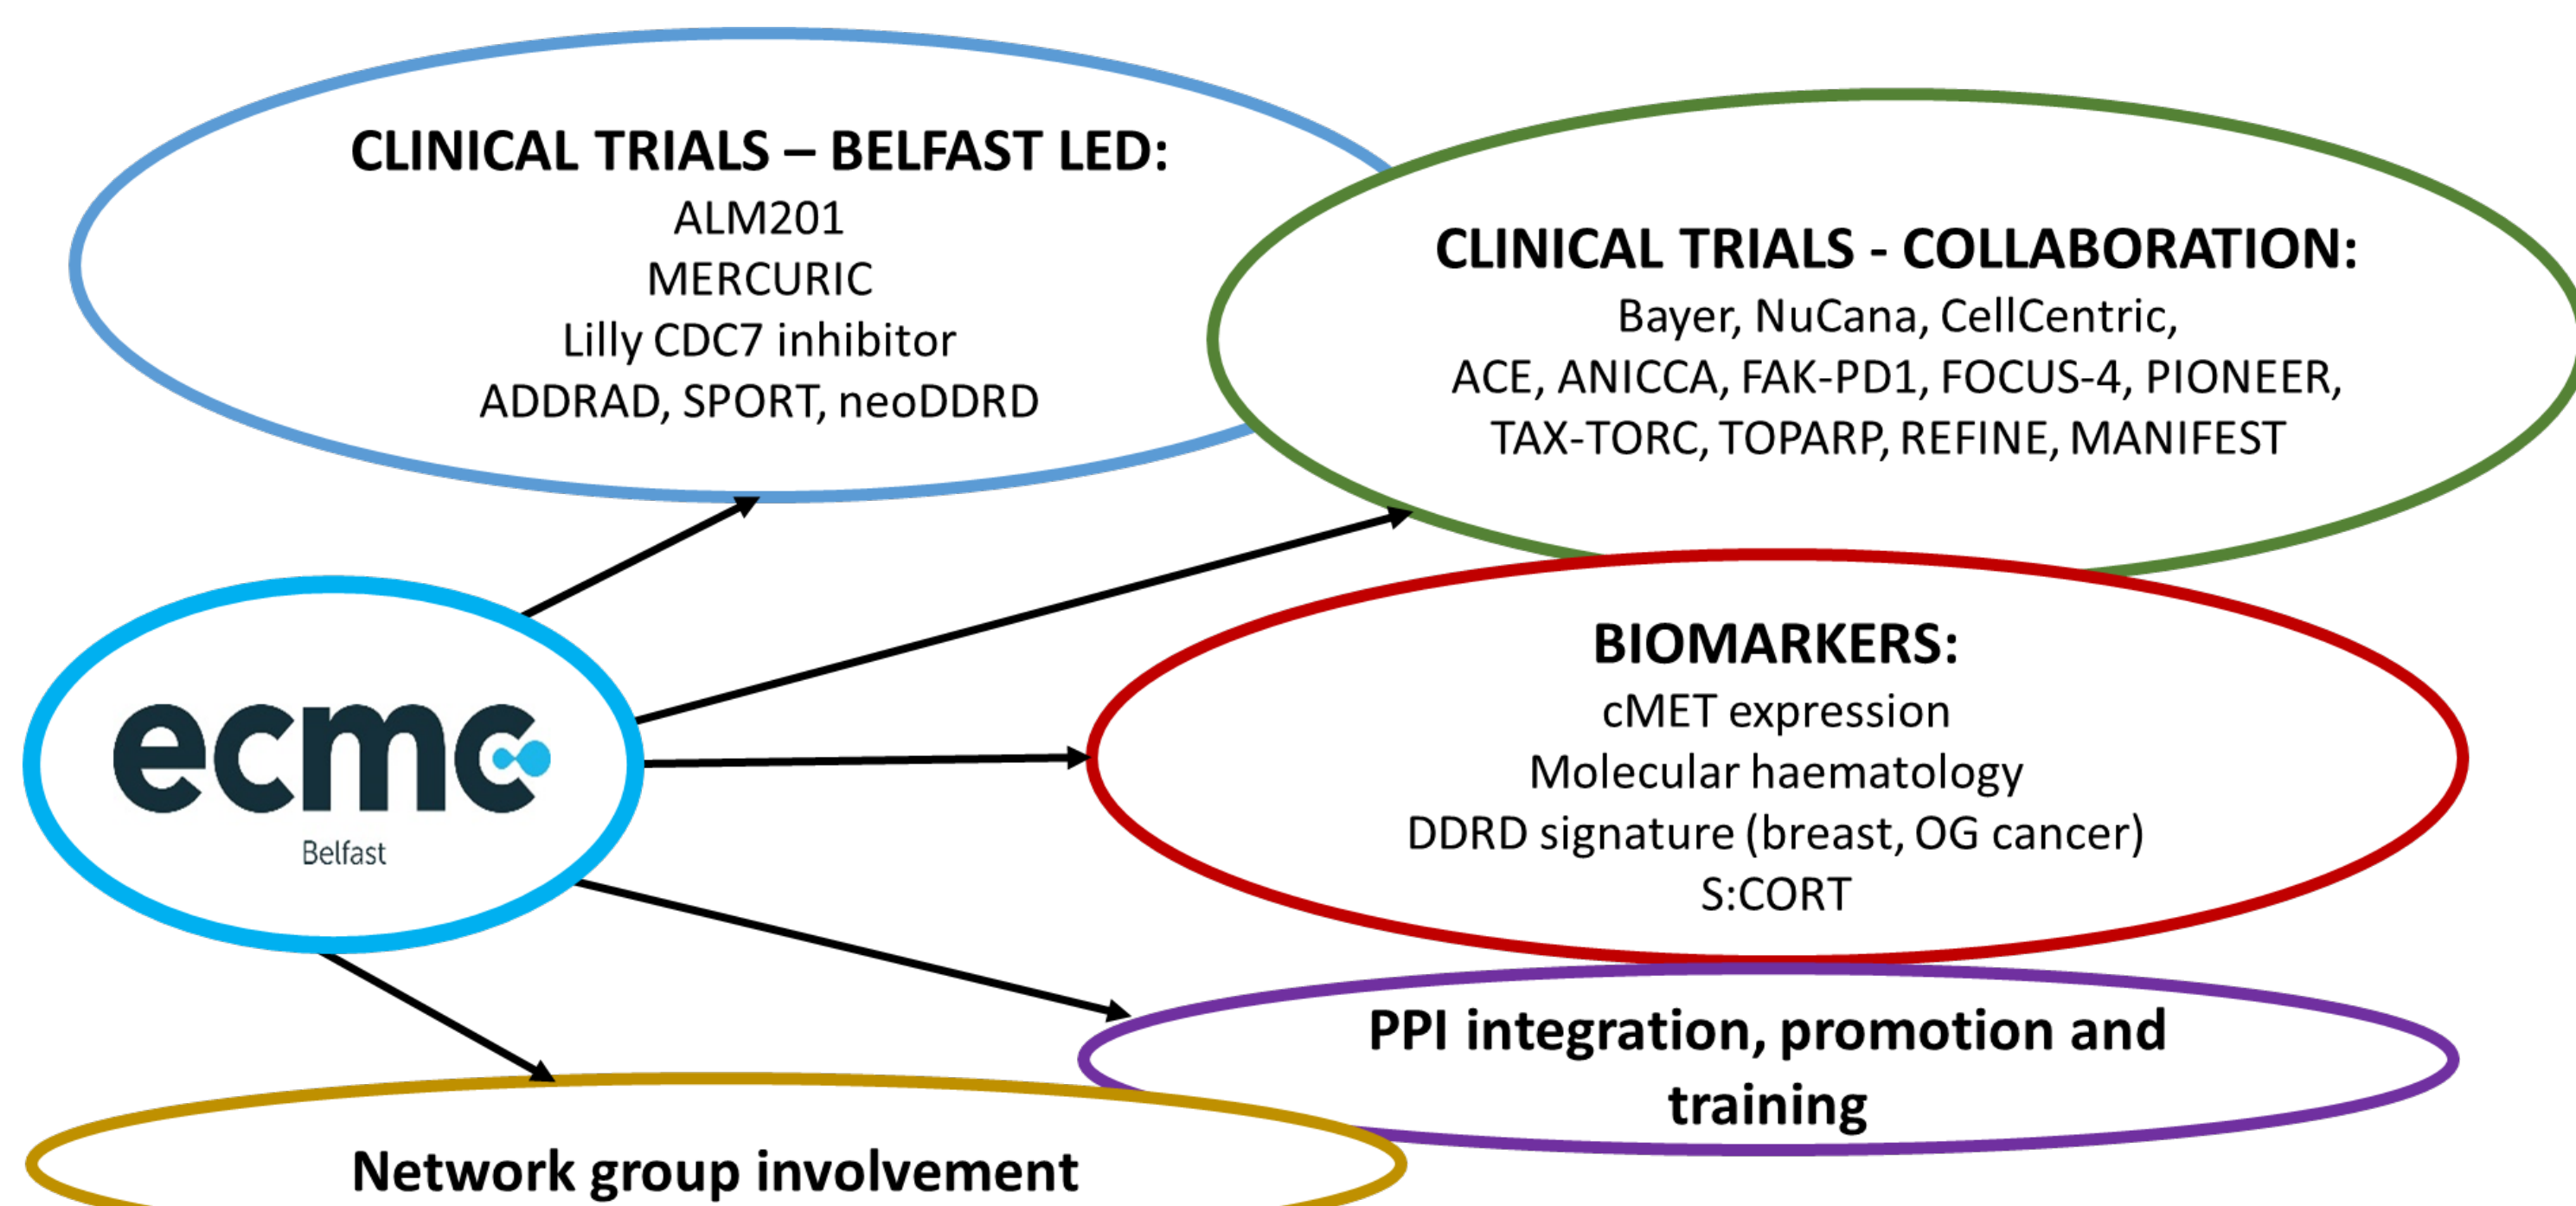 CLINICAL TRIALS – BELFAST LED:
ALM201
MERCURIC
Lilly CDC7 inhibitor
ADDRAD, SPORT, neoDDRD
CLINICAL TRIALS - COLLABORATION:
Bayer, NuCana, CellCentric,
ACE, ANICCA, FAK-PD1, FOCUS-4, PIONEER,
TAX-TORC, TOPARP, REFINE, MANIFEST
ecmc
Belfast
BIOMARKERS:
cMET expression
Molecular haematology
DDRD signature (breast, OG cancer)
S:CORT
PPI integration, promotion and
training
Network group involvement